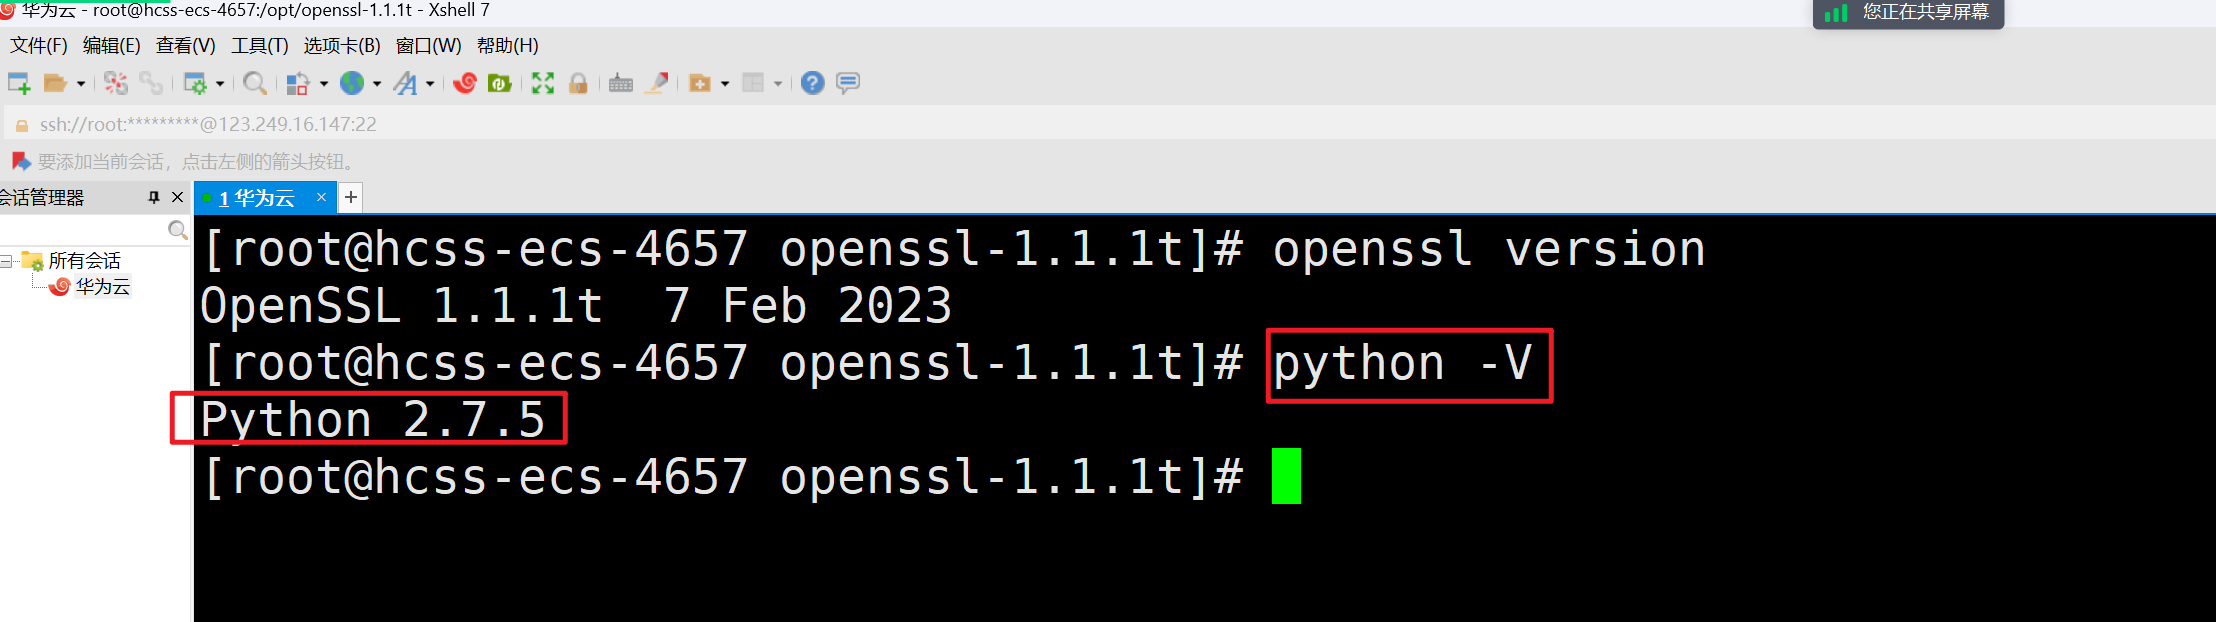 华为云 - root@hcss-ecs-4657:/opt/openssl-1.1.1t - Xshell 7
您正在共享屏幕
文件(F) 编辑(E) 查看(V) 工具(T) 选项卡(B) 窗口(W) 帮助(H)
ssh://root:*********@123.249.16.147:22
要添加当前会话，点击左侧的箭头按钮。
会话管理器
1 华为云
所有会话
华为云
[root@hcss-ecs-4657 openssl-1.1.1t]# openssl version
OpenSSL 1.1.1t  7 Feb 2023
[root@hcss-ecs-4657 openssl-1.1.1t]# python -V
Python 2.7.5
[root@hcss-ecs-4657 openssl-1.1.1t]#